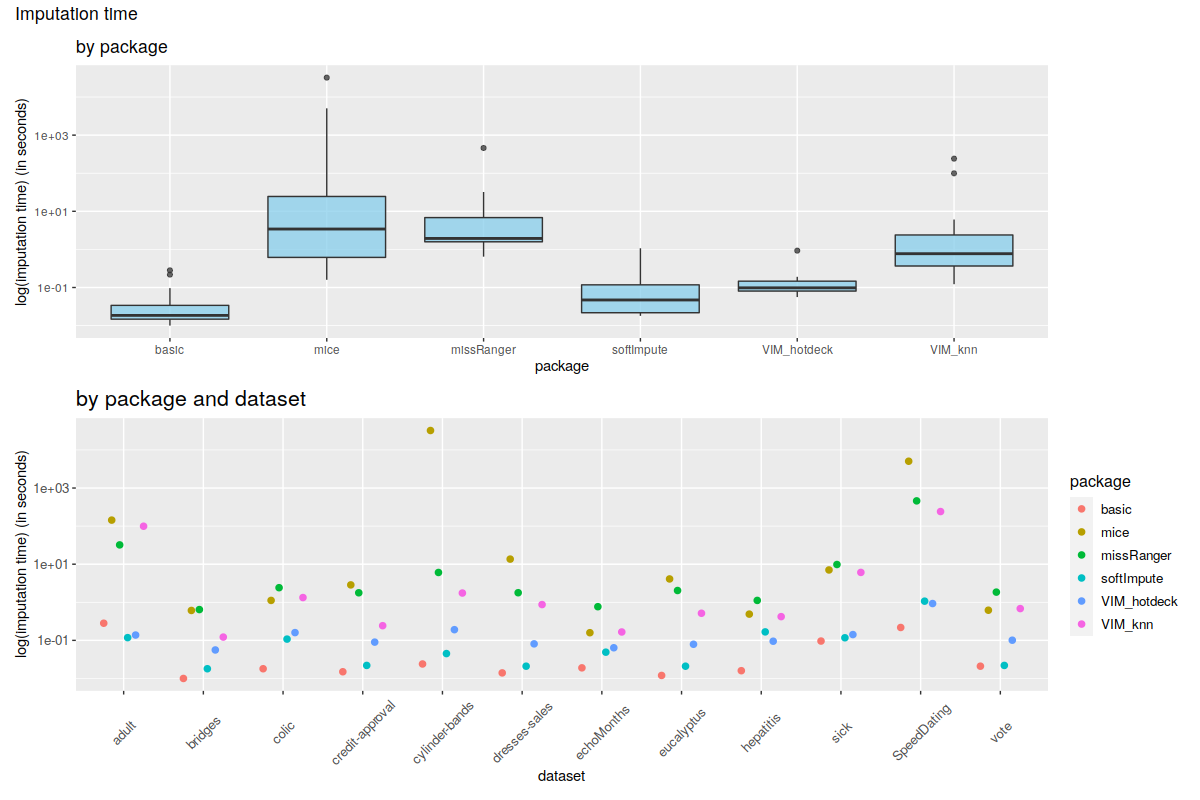 Imputation time
by package
log(Imputation time) (in seconds)
1e+03
1e+01
1e-01
basic mice missRanger softImpute VIM_hotdeck VIM_knn
package
by package and dataset
log(Imputation time) (in seconds)
1e+03
1e+01
1e-01
adult bridges colic credit-approval cylinder-bands dresses-sales echoMonths eucalyptus hepatitis sick SpeedDating vote
dataset
package
basic
mice
missRanger
softImpute
VIM_hotdeck
VIM_knn